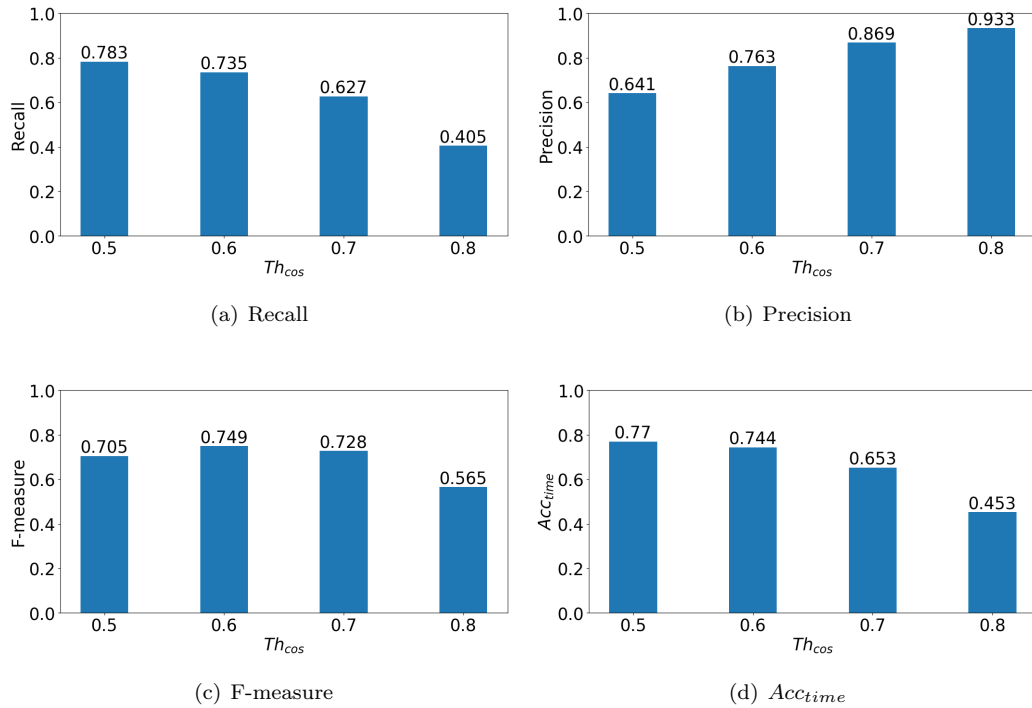 1.0
0.8
0.6
0.4
0.2
0.0
Recall
0.783
0.735
0.627
0.405
0.5 0.6 0.7 0.8
Th_cos
(a) Recall
1.0
0.8
0.6
0.4
0.2
0.0
Precision
0.641
0.763
0.869
0.933
0.5 0.6 0.7 0.8
Th_cos
(b) Precision
1.0
0.8
0.6
0.4
0.2
0.0
F-measure
0.705
0.749
0.728
0.565
0.5 0.6 0.7 0.8
Th_cos
(c) F-measure
1.0
0.8
0.6
0.4
0.2
0.0
Acc_time
0.77
0.744
0.653
0.453
0.5 0.6 0.7 0.8
Th_cos
(d) Acc_time